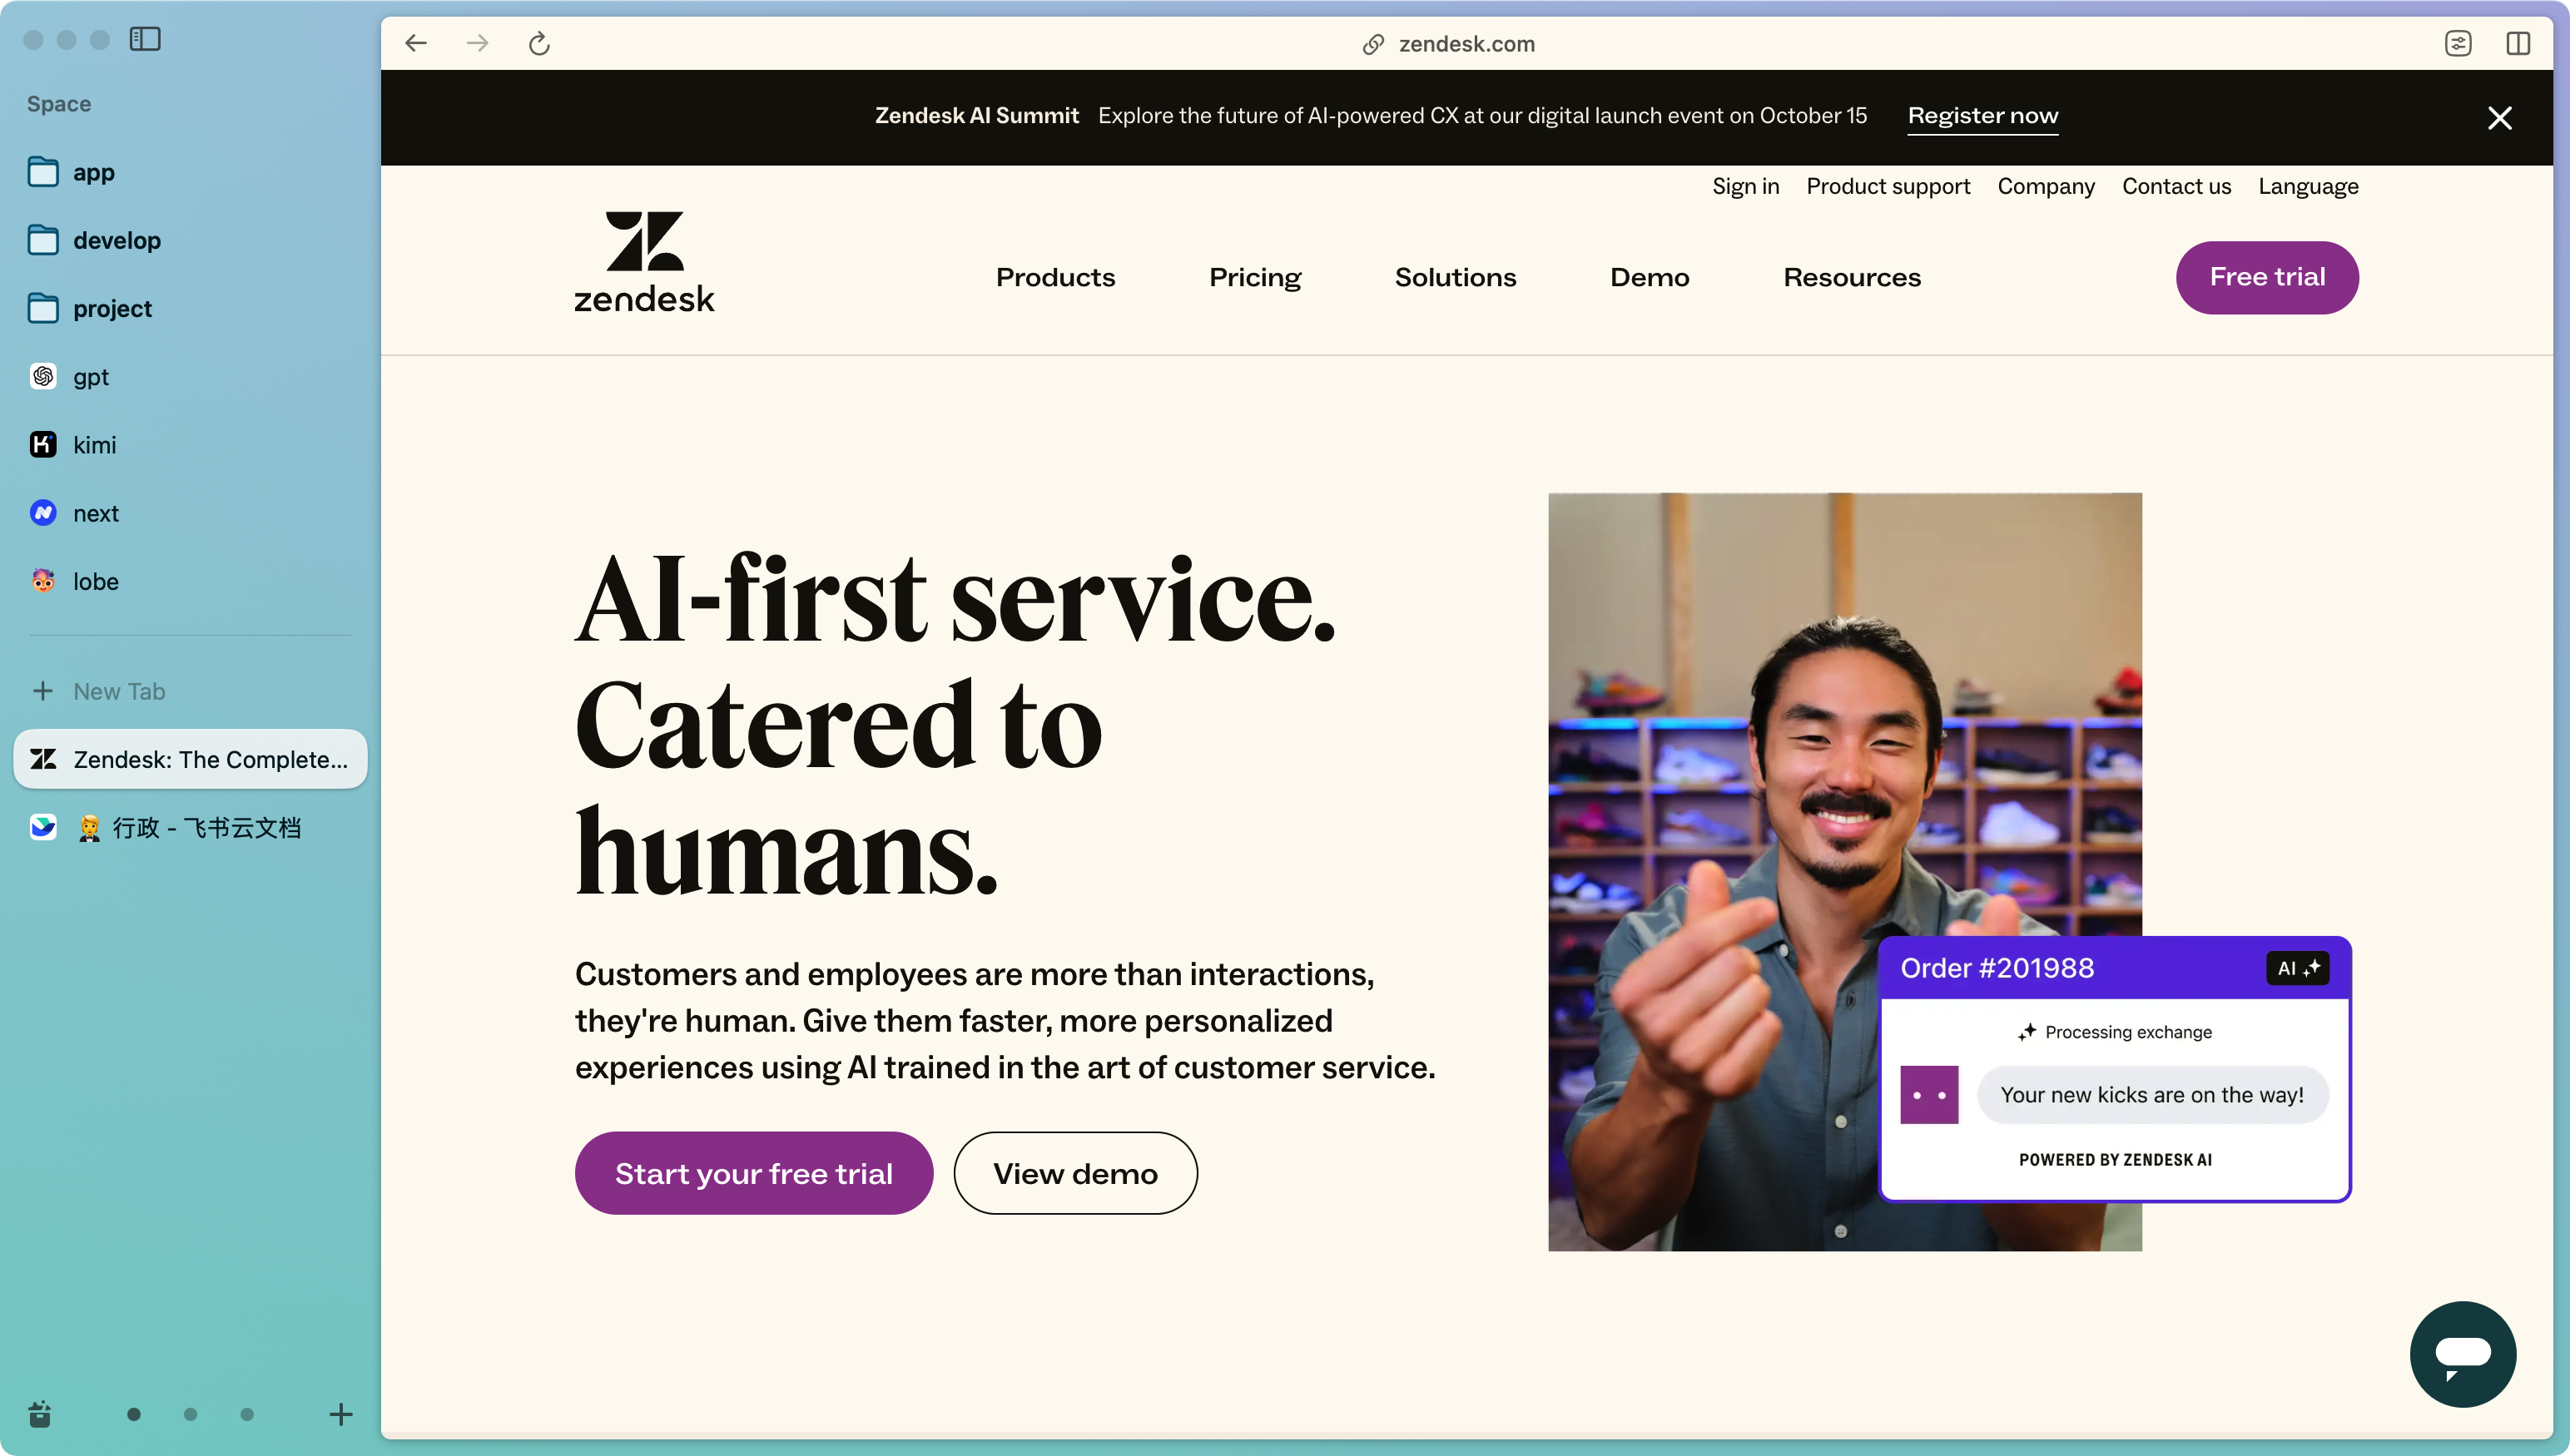 Space
app
develop
project
gpt
kimi
next
lobe
New Tab
Zendesk: The Complete...
行政 - 飞书云文档
zendesk.com
Zendesk AI Summit Explore the future of AI-powered CX at our digital launch event on October 15 Register now
Sign in Product support Company Contact us Language
zendesk
Products Pricing Solutions Demo Resources Free trial
AI-first service.
Catered to
humans.
Customers and employees are more than interactions,
they're human. Give them faster, more personalized
experiences using AI trained in the art of customer service.
Start your free trial View demo
Order #201988 AI
Processing exchange
Your new kicks are on the way!
POWERED BY ZENDESK AI